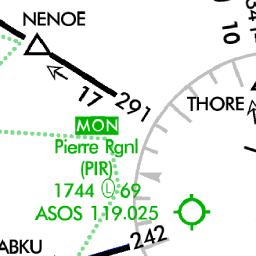 NENOE
10
17
291
THORE
MON
Pierre Rgnl
(PIR)
1744 Ⓛ 69
ASOS 119.025
242
ABKU